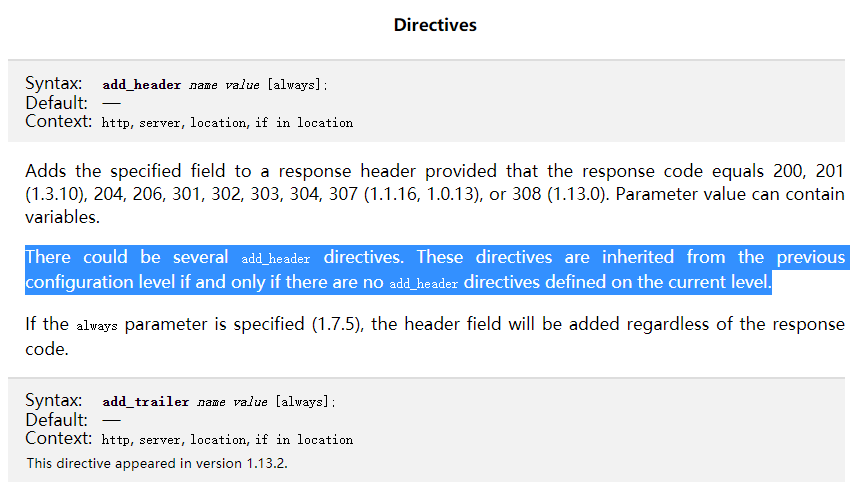 Directives
Syntax: add_header name value [always];
Default: —
Context: http, server, location, if in location
Adds the specified field to a response header provided that the response code equals 200, 201
(1.3.10), 204, 206, 301, 302, 303, 304, 307 (1.1.16, 1.0.13), or 308 (1.13.0). Parameter value can contain
variables.
There could be several add_header directives. These directives are inherited from the previous
configuration level if and only if there are no add_header directives defined on the current level.
If the always parameter is specified (1.7.5), the header field will be added regardless of the response
code.
Syntax: add_trailer name value [always];
Default: —
Context: http, server, location, if in location
This directive appeared in version 1.13.2.